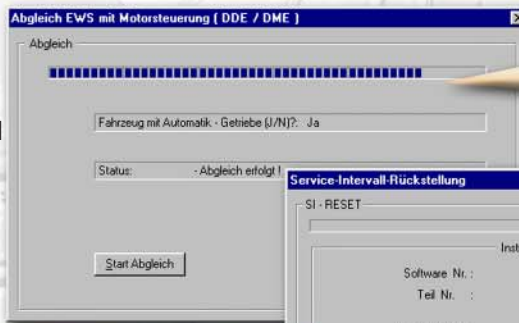 Abgleich EWS mit Motorsteuerung ( DDE / DME )
Abgleich
Fahrzeug mit Automatik - Getriebe (J/N)?: Ja
Status: - Abgleich erfolgt !
Start Abgleich
Service-Intervall-Rückstellung
SI - RESET
Inst
Software Nr. :
Teil Nr. :